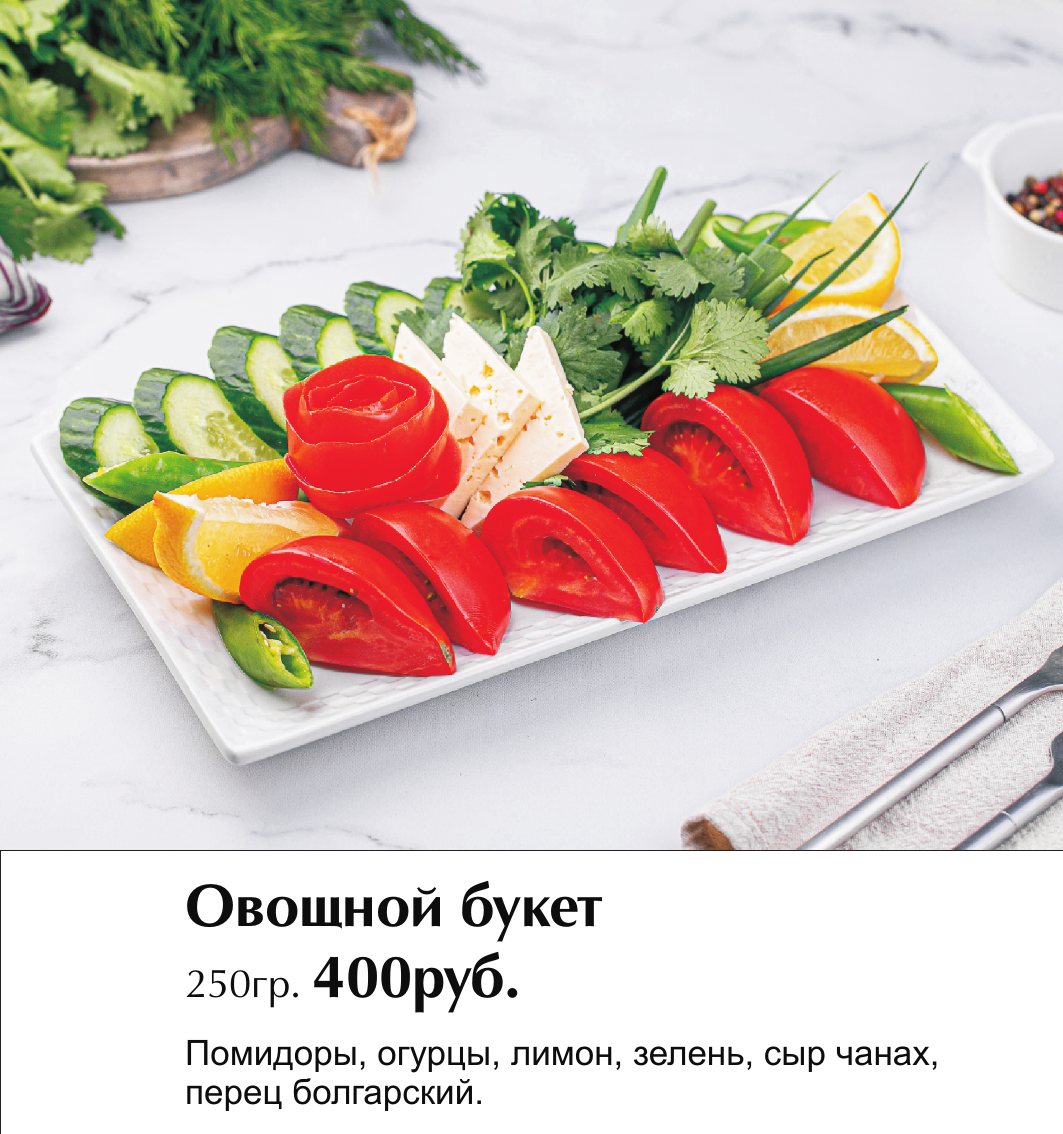 Овощной букет
250гр. 400руб.
Помидоры, огурцы, лимон, зелень, сыр чанах,
перец болгарский.